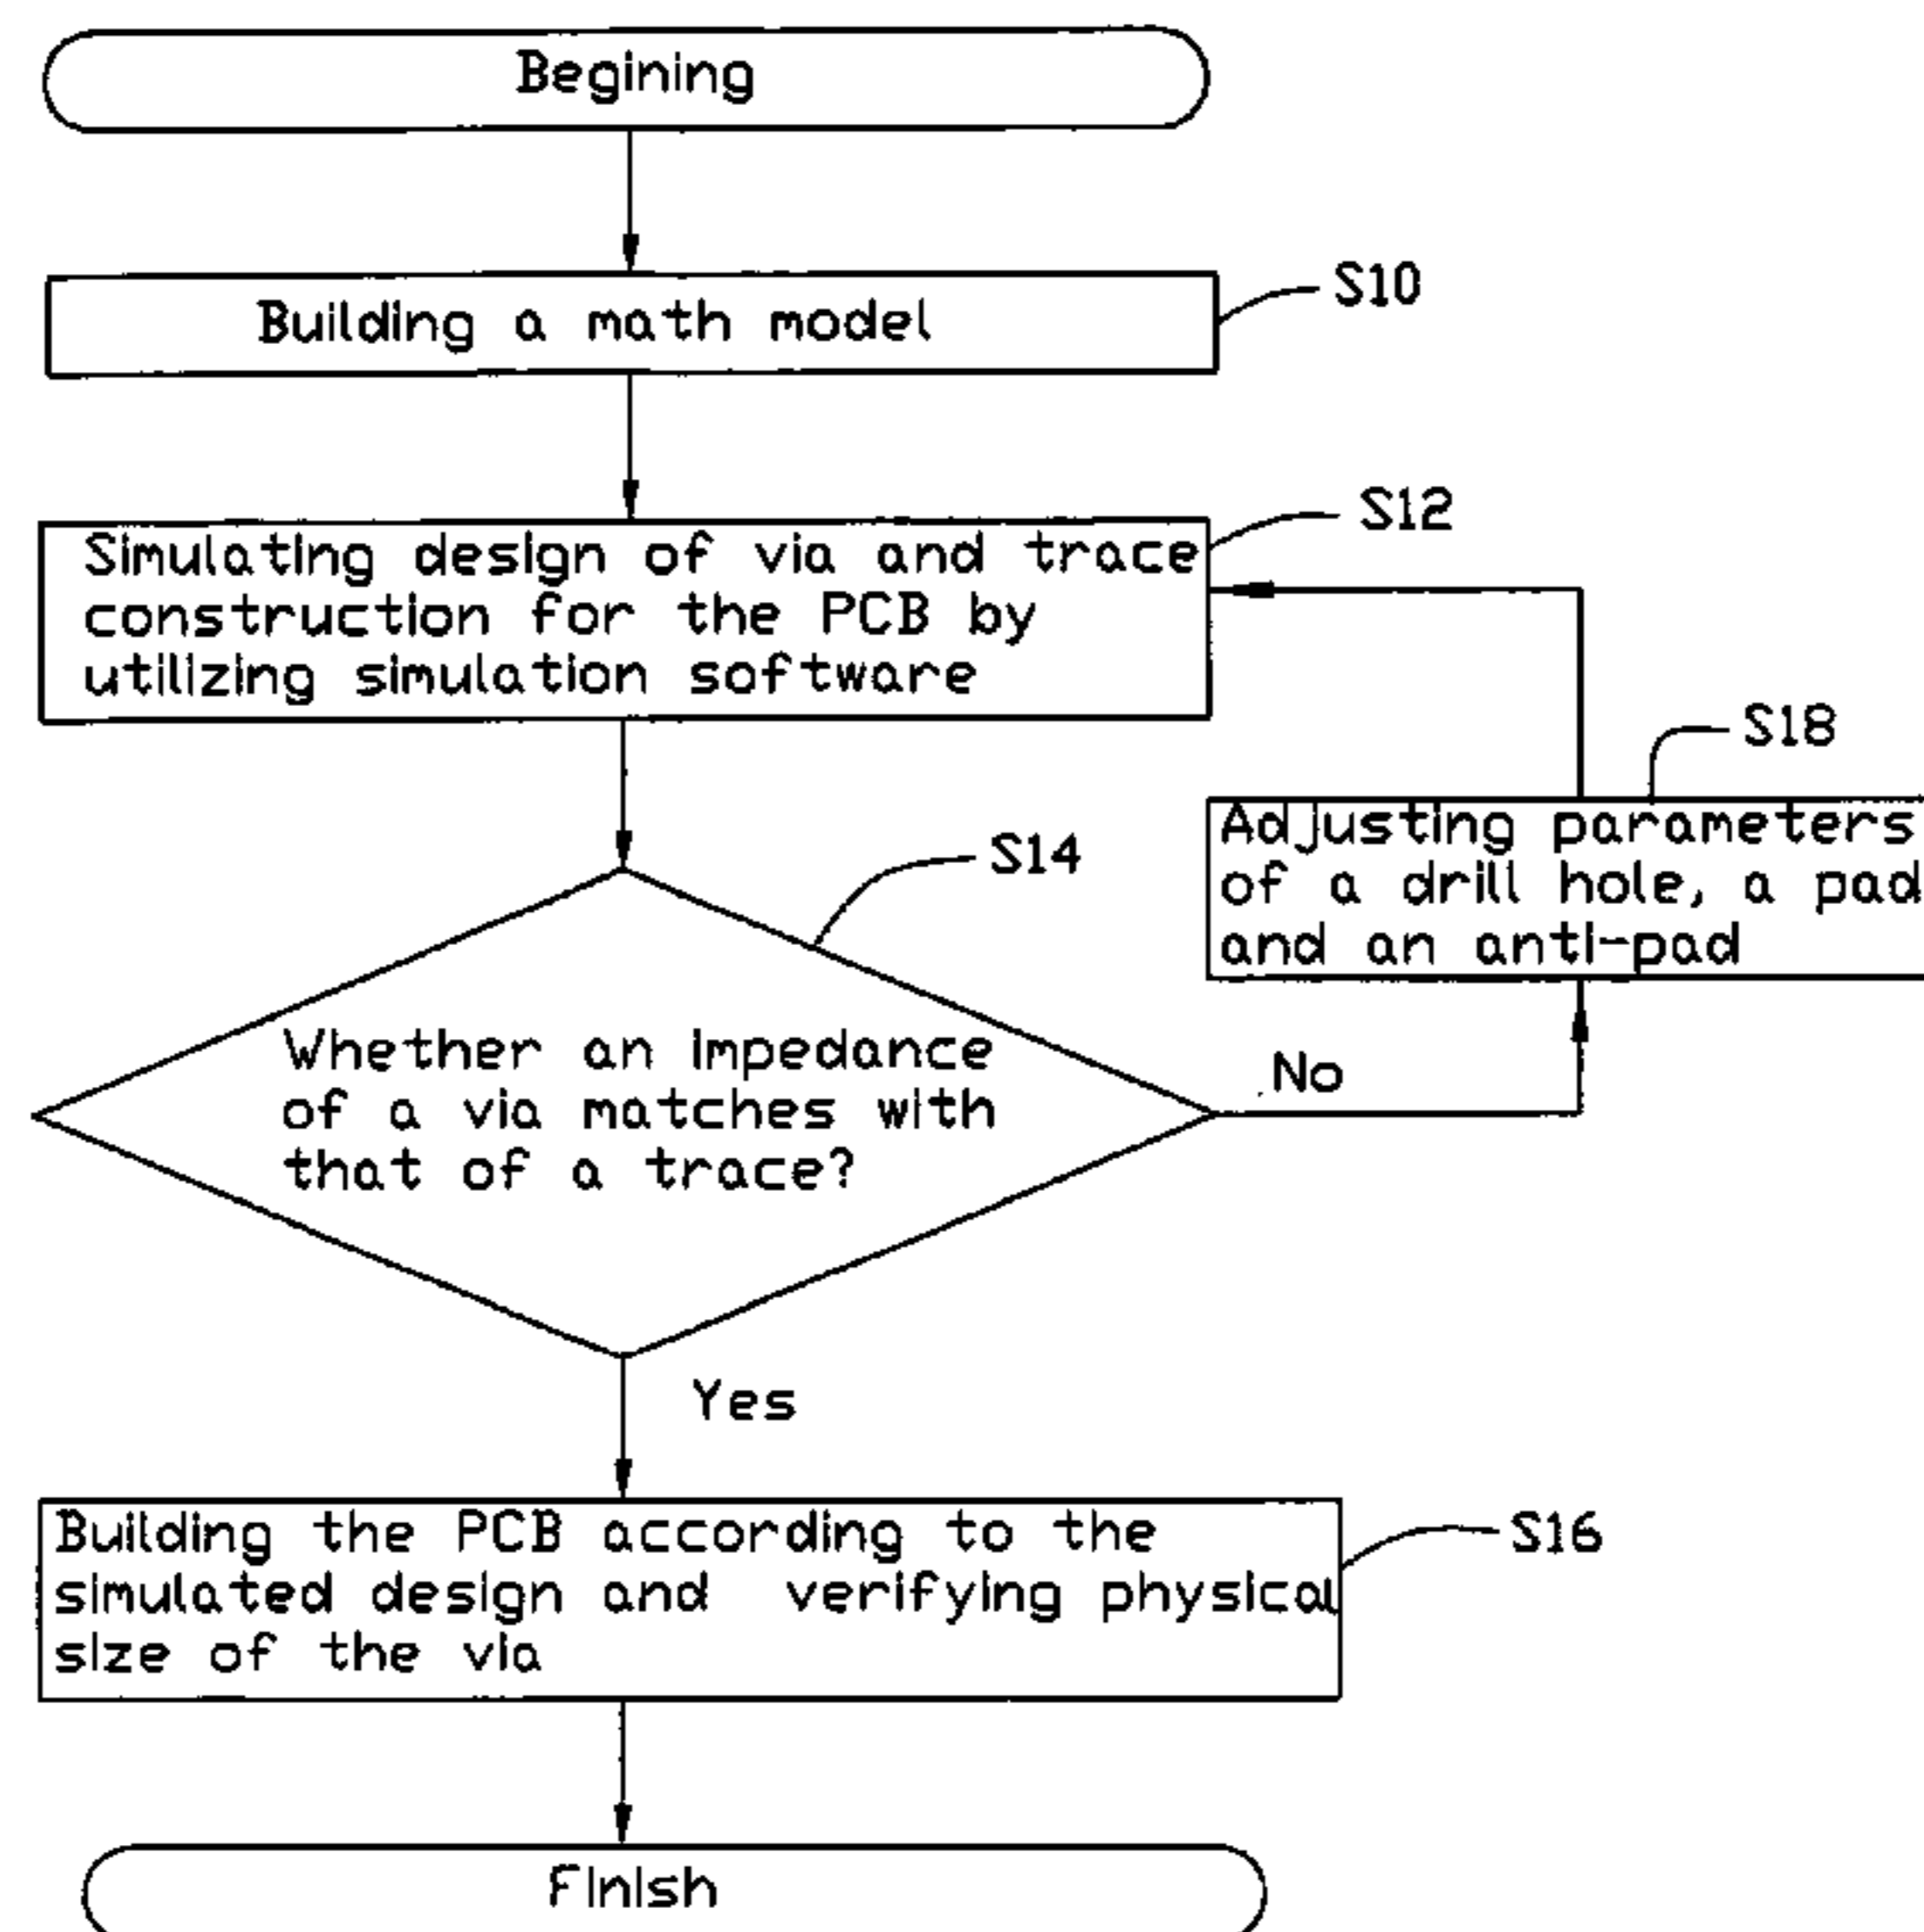 Begining
Building a math model
S10
Simulating design of via and trace
construction for the PCB by
utilizing simulation software
S12
S18
Adjusting parameters
of a drill hole, a pad
and an anti-pad
S14
Whether an impedance
of a via matches with
that of a trace?
No
Yes
Building the PCB according to the
simulated design and verifying physical
size of the via
S16
Finish